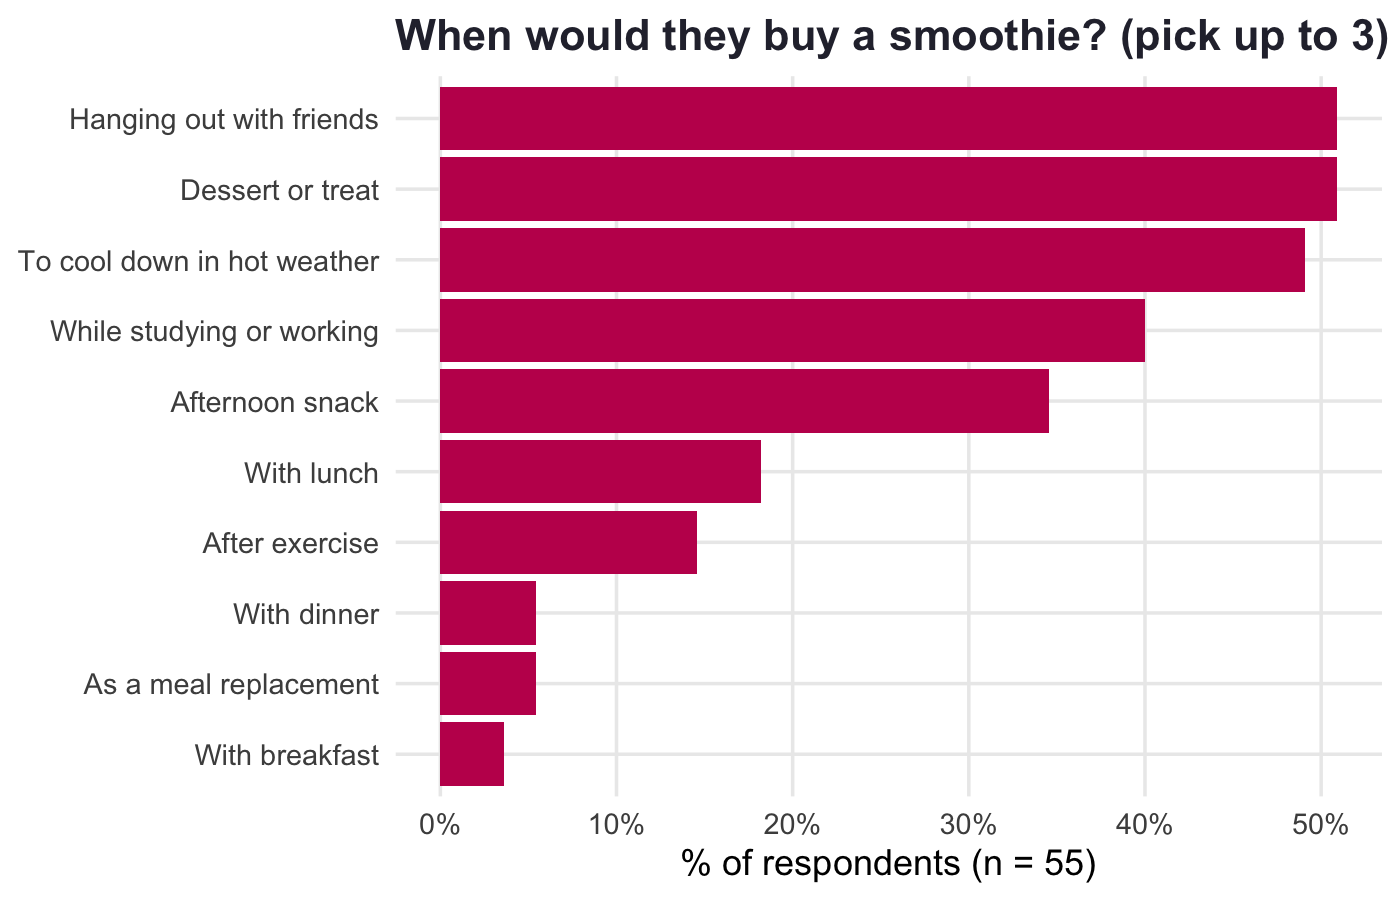 When would they buy a smoothie? (pick up to 3)
Hanging out with friends
Dessert or treat
To cool down in hot weather
While studying or working
Afternoon snack
With lunch
After exercise
With dinner
As a meal replacement
With breakfast
0% 10% 20% 30% 40% 50%
% of respondents (n = 55)